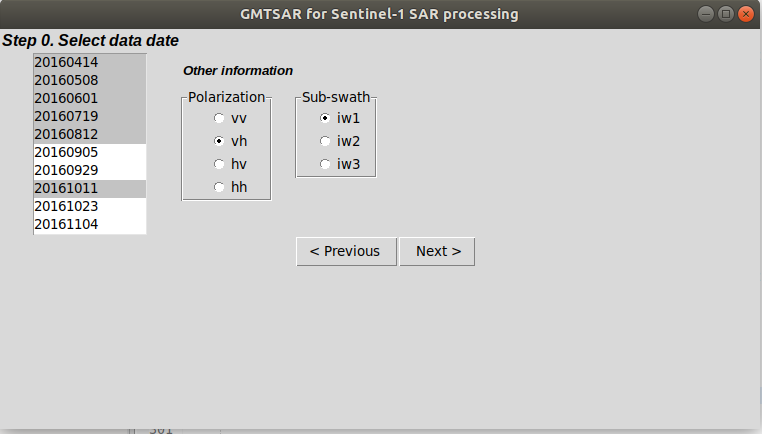 GMTSAR for Sentinel-1 SAR processing
Step 0. Select data date
20160414
20160508
20160601
20160719
20160812
20160905
20160929
20161011
20161023
20161104
Other information
Polarization
vv
vh
hv
hh
Sub-swath
iw1
iw2
iw3
< Previous
Next >